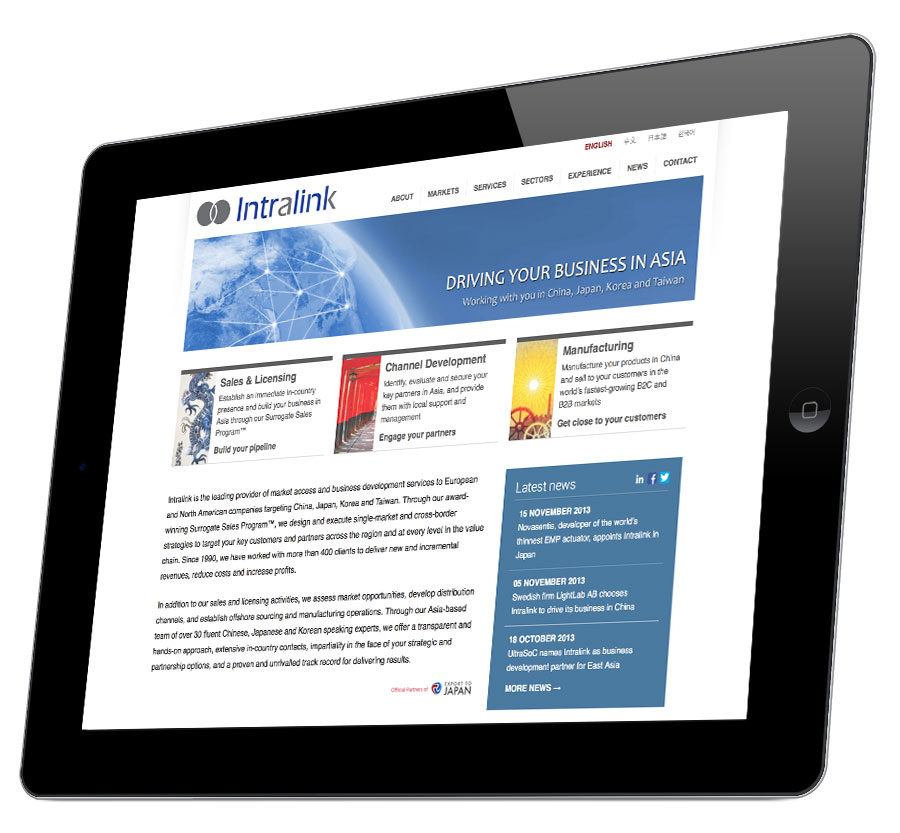 ENGLISH 中文 日本語 한국어
Intralink
ABOUT MARKETS SERVICES SECTORS EXPERIENCE NEWS CONTACT
DRIVING YOUR BUSINESS IN ASIA
Working with you in China, Japan, Korea and Taiwan
Sales & Licensing
Establish an immediate in-country
presence and build your business in
Asia through our Surrogate Sales
Program™
Build your pipeline
Channel Development
Identify, evaluate and secure your
key partners in Asia, and provide
them with local support and
management
Engage your partners
Manufacturing
Manufacture your products in China
and sell to your customers in the
world's fastest-growing B2C and
B2B markets
Get close to your customers
Intralink is the leading provider of market access and business development services to European
and North American companies targeting China, Japan, Korea and Taiwan. Through our award-
winning Surrogate Sales Program™, we design and execute single-market and cross-border
strategies to target your key customers and partners across the region and at every level in the value
chain. Since 1990, we have worked with more than 400 clients to deliver new and incremental
revenues, reduce costs and increase profits.
In addition to our sales and licensing activities, we assess market opportunities, develop distribution
channels, and establish offshore sourcing and manufacturing operations. Through our Asia-based
team of over 30 fluent Chinese, Japanese and Korean speaking experts, we offer a transparent and
hands-on approach, extensive in-country contacts, impartiality in the face of your strategic and
partnership options, and a proven and unrivalled track record for delivering results.
Official Partners of EXPORT TO
JAPAN
Latest news in f
15 NOVEMBER 2013
Novasentis, developer of the world's
thinnest EMP actuator, appoints Intralink in
Japan
05 NOVEMBER 2013
Swedish firm LightLab AB chooses
Intralink to drive its business in China
18 OCTOBER 2013
UltraSoC names Intralink as business
development partner for East Asia
MORE NEWS →